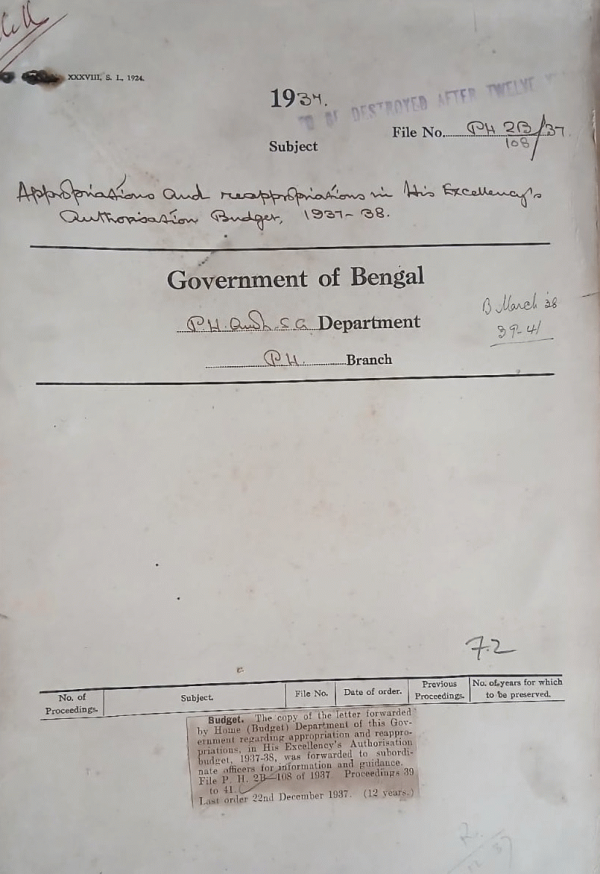 XXXVIII, S. L., 1924.
1937.
TO BE DESTROYED AFTER TWELVE
File No. PH 2B/37
108
Subject
Appropriations and reappropriations in His Excellency's
Authorisation Budget, 1937-38.
Government of Bengal
P.H. and L.S.G. Department
B March 38
39-41
P.H. Branch
72
No. of Proceedings.
Subject.
File No.
Date of order.
Previous Proceedings.
No. of years for which to be preserved.
Budget. The copy of the letter forwarded
by Home (Budget) Department of this Gov-
ernment regarding appropriation and reappro-
priations, in His Excellency's Authorisation
budget, 1937-38, was forwarded to subordi-
nate officers for information and guidance.
File P. H. 2B-108 of 1937. Proceedings 39
to 41.
Last order 22nd December 1937. (12 years.)